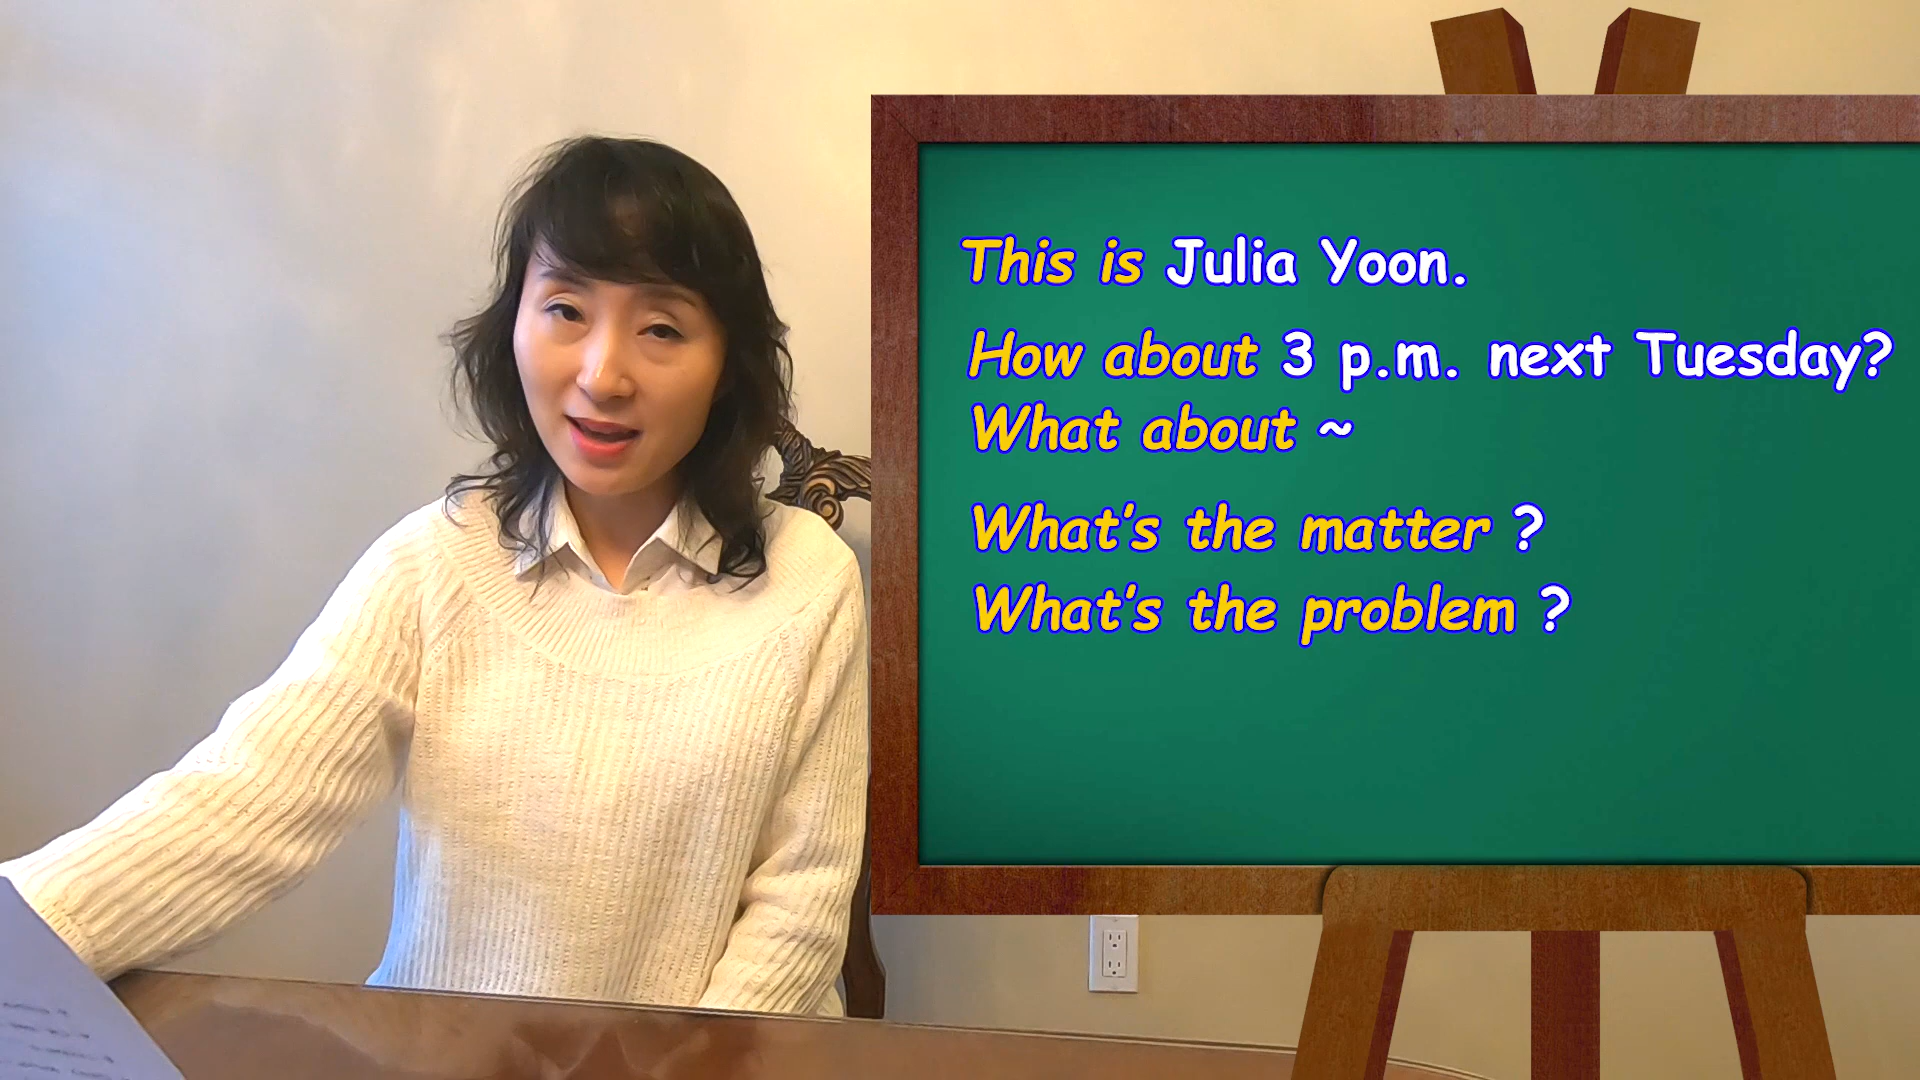 This is Julia Yoon.
How about 3 p.m. next Tuesday?
What about ~
What's the matter ?
What's the problem ?